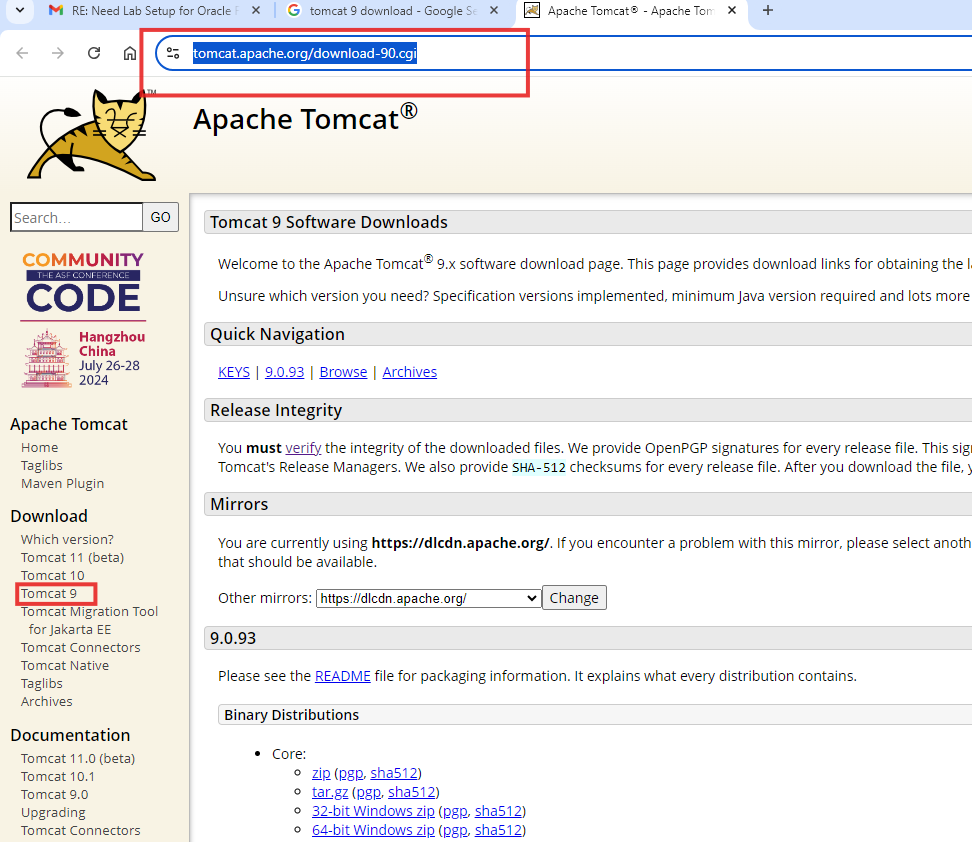 RE: Need Lab Setup for Oracle
tomcat 9 download - Google Se
Apache Tomcat® - Apache Tom
tomcat.apache.org/download-90.cgi
TM
Apache Tomcat®
Search...
GO
COMMUNITY
THE ASF CONFERENCE
CODE
Hangzhou
China
July 26-28
2024
Apache Tomcat
Home
Taglibs
Maven Plugin
Download
Which version?
Tomcat 11 (beta)
Tomcat 10
Tomcat 9
Tomcat Migration Tool
for Jakarta EE
Tomcat Connectors
Tomcat Native
Taglibs
Archives
Documentation
Tomcat 11.0 (beta)
Tomcat 10.1
Tomcat 9.0
Upgrading
Tomcat Connectors
Tomcat 9 Software Downloads
Welcome to the Apache Tomcat® 9.x software download page. This page provides download links for obtaining the
Unsure which version you need? Specification versions implemented, minimum Java version required and lots more
Quick Navigation
KEYS | 9.0.93 | Browse | Archives
Release Integrity
You must verify the integrity of the downloaded files. We provide OpenPGP signatures for every release file. This sig
Tomcat's Release Managers. We also provide SHA-512 checksums for every release file. After you download the file, y
Mirrors
You are currently using https://dlcdn.apache.org/. If you encounter a problem with this mirror, please select anoth
that should be available.
Other mirrors: https://dlcdn.apache.org/ Change
9.0.93
Please see the README file for packaging information. It explains what every distribution contains.
Binary Distributions
• Core:
○ zip (pgp, sha512)
○ tar.gz (pgp, sha512)
○ 32-bit Windows zip (pgp, sha512)
○ 64-bit Windows zip (pgp, sha512)